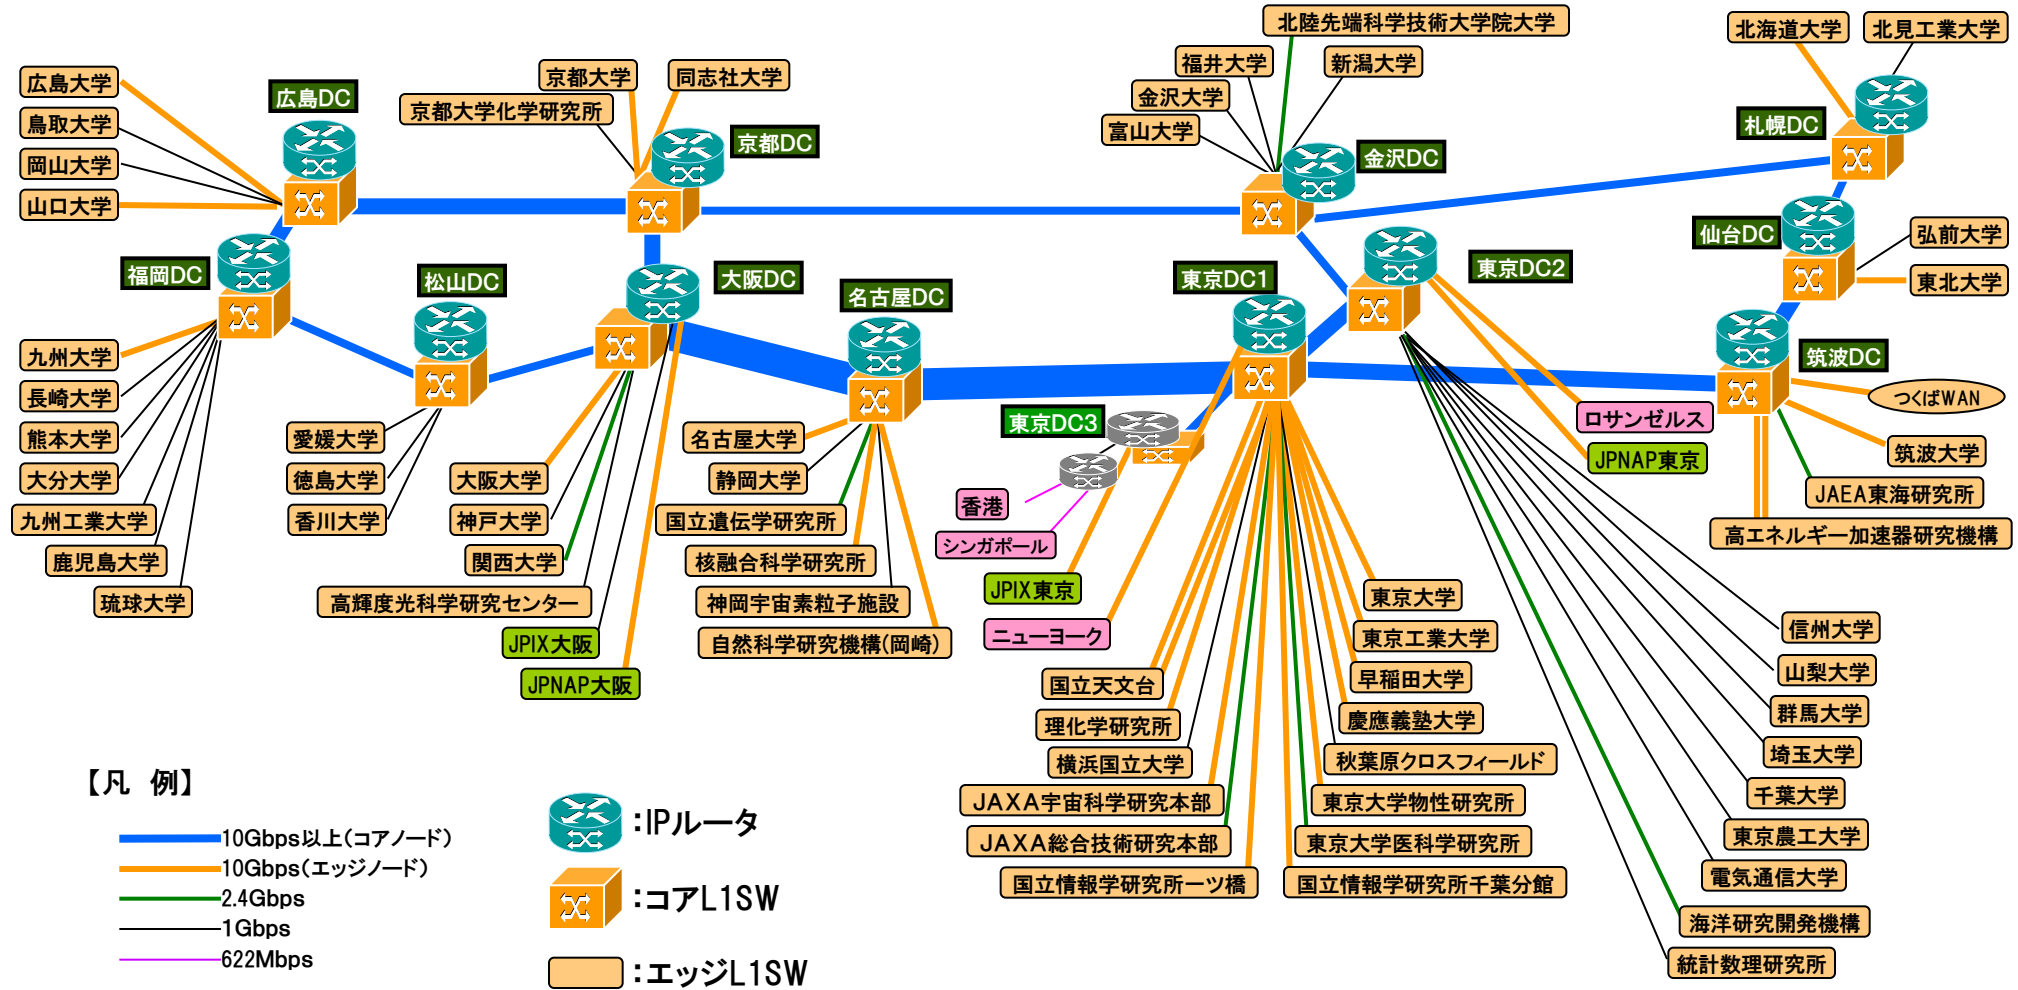 北陸先端科学技術大学院大学
北海道大学
北見工業大学
福井大学
新潟大学
京都大学
同志社大学
広島大学
広島DC
京都大学化学研究所
金沢大学
鳥取大学
富山大学
札幌DC
京都DC
金沢DC
岡山大学
山口大学
仙台DC
弘前大学
福岡DC
松山DC
大阪DC
名古屋DC
東京DC1
東京DC2
東北大学
九州大学
筑波DC
長崎大学
つくばWAN
東京DC3
ロサンゼルス
熊本大学
愛媛大学
名古屋大学
JPNAP東京
筑波大学
大分大学
徳島大学
大阪大学
静岡大学
香港
JAEA東海研究所
九州工業大学
香川大学
神戸大学
国立遺伝学研究所
シンガポール
高エネルギー加速器研究機構
鹿児島大学
関西大学
核融合科学研究所
JPIX東京
琉球大学
高輝度光科学研究センター
神岡宇宙素粒子施設
東京大学
ニューヨーク
JPIX大阪
自然科学研究機構(岡崎)
東京工業大学
信州大学
JPNAP大阪
国立天文台
早稲田大学
山梨大学
理化学研究所
慶應義塾大学
群馬大学
横浜国立大学
秋葉原クロスフィールド
埼玉大学
JAXA宇宙科学研究本部
東京大学物性研究所
千葉大学
JAXA総合技術研究本部
東京大学医科学研究所
東京農工大学
国立情報学研究所一ツ橋
国立情報学研究所千葉分館
電気通信大学
海洋研究開発機構
統計数理研究所
【凡 例】
10Gbps以上(コアノード)
10Gbps(エッジノード)
2.4Gbps
1Gbps
622Mbps
:IPルータ
:コアL1SW
:エッジL1SW